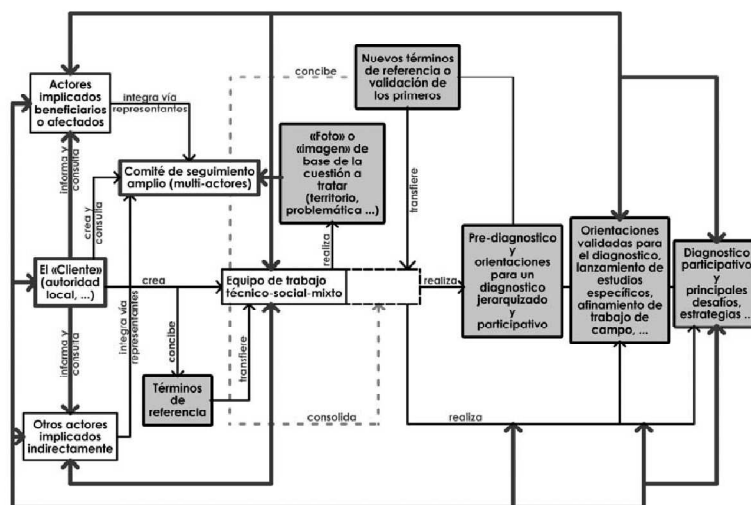 Actores
implicados
beneficiarios
o afectados
integra vía
representantes
concibe
Nuevos términos
de referencia o
validación de
los primeros
«Foto» o
«imagen» de
base de la
cuestión a
tratar
(territorio,
problemática ...)
informa y
consulta
crea y
consulta
Comité de seguimiento
amplio (multi-actores)
transfiere
realiza
El «Cliente»
(autoridad
local, ...)
crea
Equipo de trabajo
técnico-social-mixto
realiza
Pre-diagnostico
y
orientaciones
para un
diagnostico
jerarquizado
y
participativo
Orientaciones
validadas para
el diagnostico,
lanzamiento de
estudios
específicos,
afinamiento de
trabajo de
campo, ...
Diagnostico
participativo
y
principales
desafíos,
estrategias ...
informa y
consulta
integra vía
representantes
concibe
transfiere
Términos
de
referencia
consolida
realiza
Otros actores
implicados
indirectamente